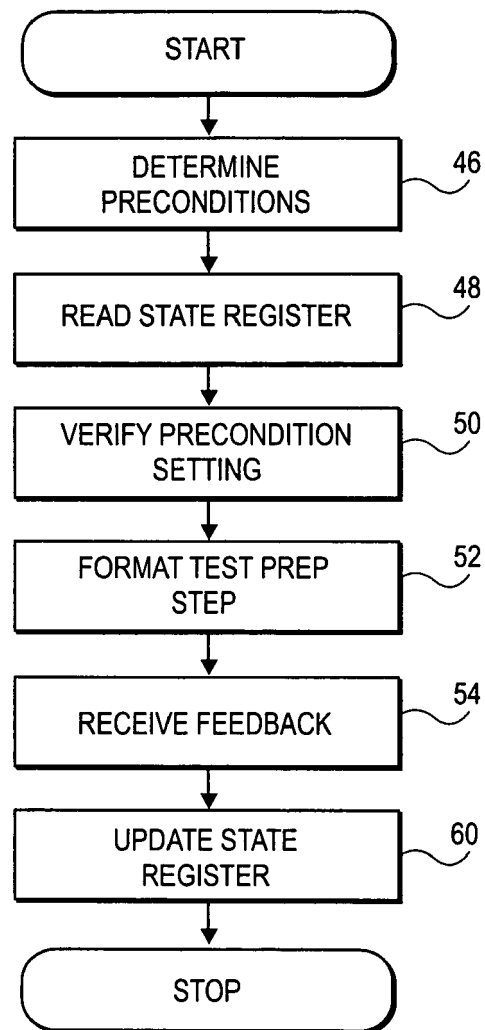 START
DETERMINE
PRECONDITIONS
46
READ STATE REGISTER
48
VERIFY PRECONDITION
SETTING
50
FORMAT TEST PREP
STEP
52
RECEIVE FEEDBACK
54
UPDATE STATE
REGISTER
60
STOP